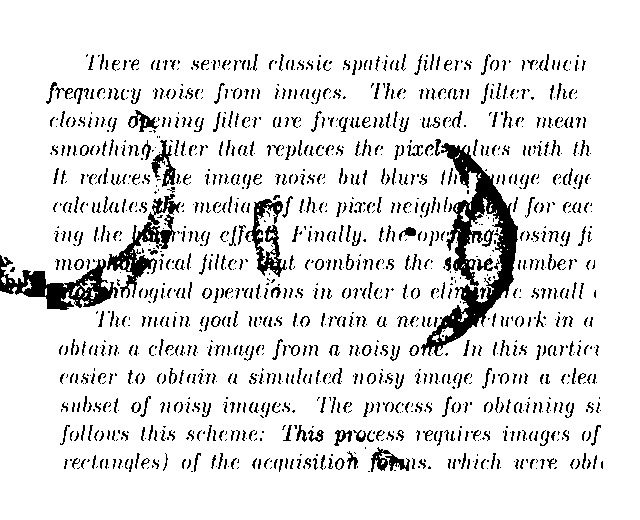 There are several classic spatial filters for reducin
frequency noise from images. The mean filter, the
closing opening filter are frequently used. The mean
smoothing filter that replaces the pixel values with th
It reduces the image noise but blurs the image edge
calculates the median of the pixel neighborhood for eac
ing the blurring effect. Finally, the opening closing fi
morphological filter that combines the same number o
morphological operations in order to eliminate small
The main goal was to train a neural network in a
obtain a clean image from a noisy one. In this partic
easier to obtain a simulated noisy image from a clea
subset of noisy images. The process for obtaining si
follows this scheme: This process requires images of
rectangles) of the acquisition forms, which were obt